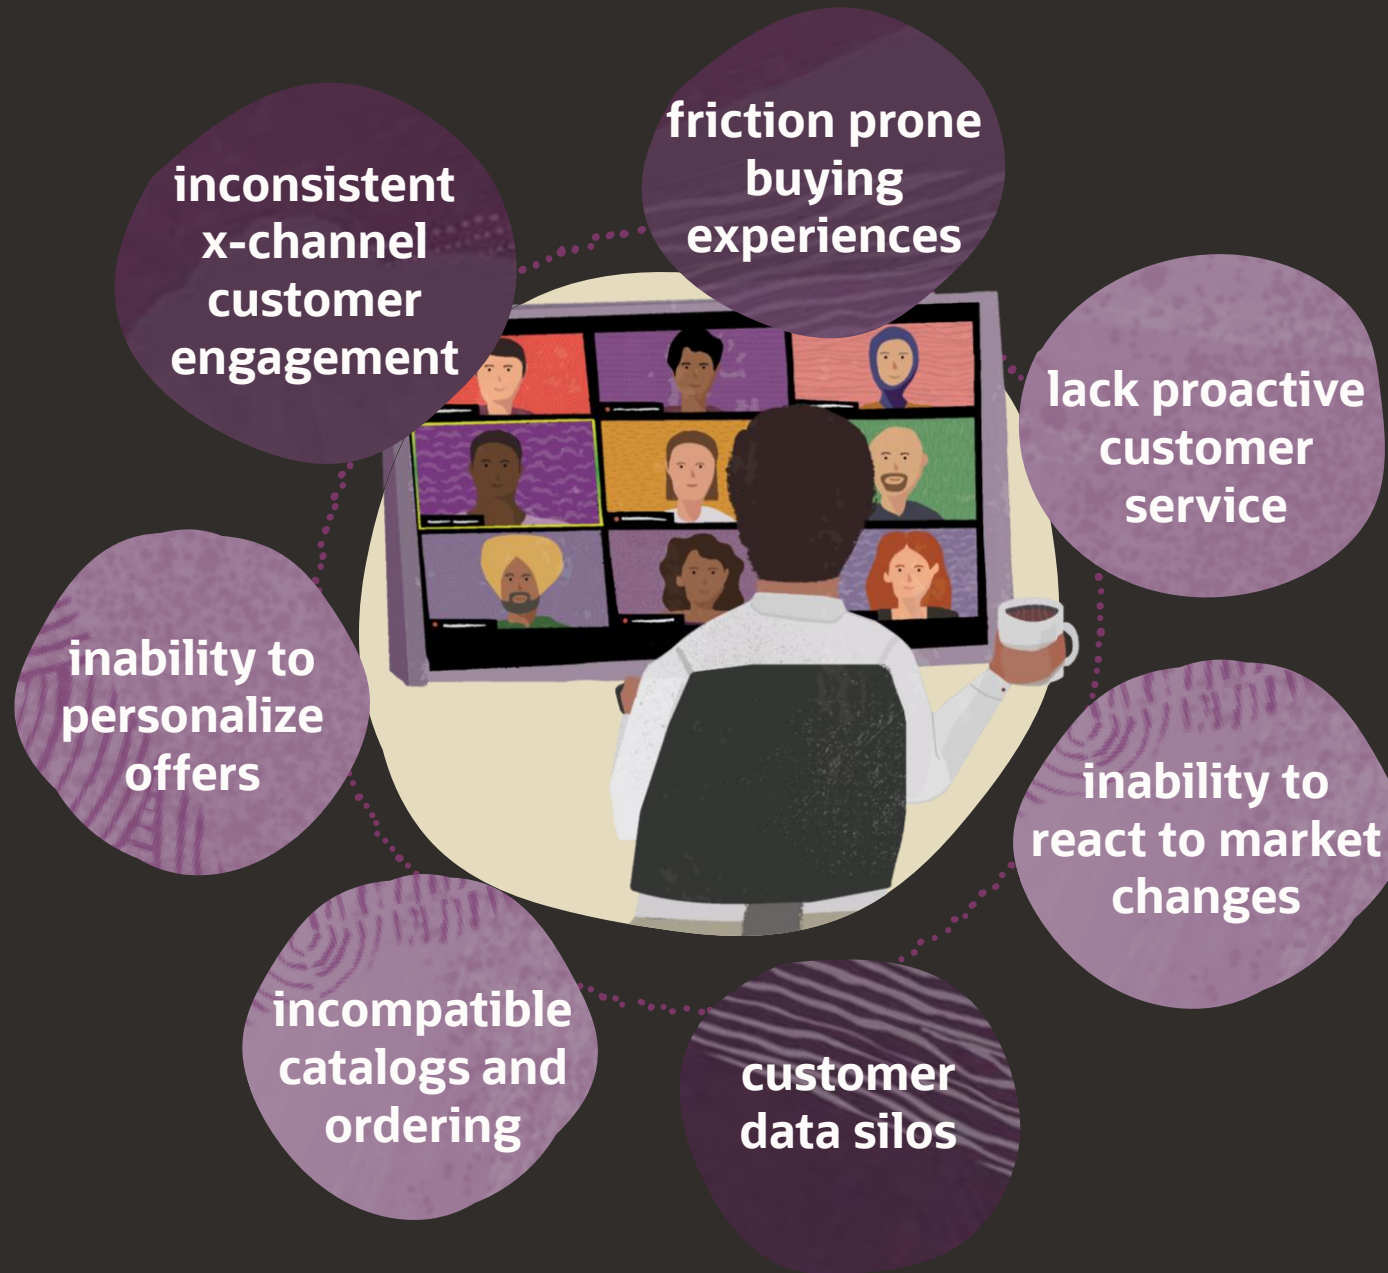 friction prone
buying
experiences
inconsistent
x-channel
customer
engagement
lack proactive
customer
service
inability to
personalize
offers
inability to
react to market
changes
incompatible
catalogs and
ordering
customer
data silos